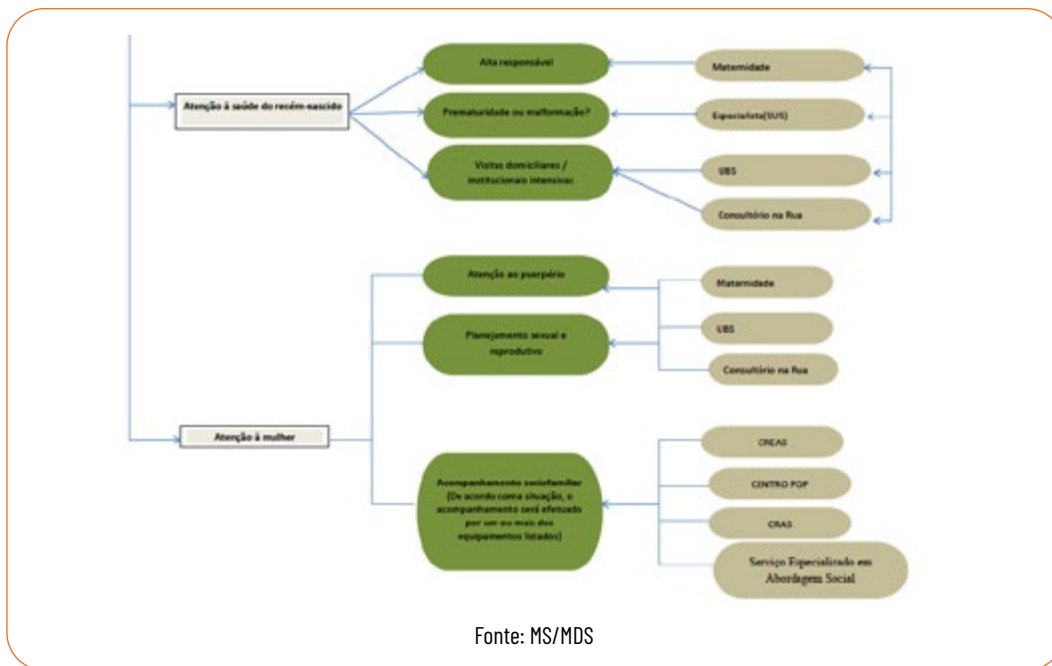 Atenção à saúde do recém-nascido
Alta responsável
Prematuridade ou malformação?
Visitas domiciliares /
institucionais intensivas
Maternidade
Especialista(SUS)
UBS
Consultório na Rua
Atenção à mulher
Atenção ao puerpério
Planejamento sexual e
reprodutivo
Maternidade
UBS
Consultório na Rua
Acompanhamento sociofamiliar
(De acordo coma situação, o
acompanhamento será efetuado
por um ou mais dos
equipamentos listados)
CREAS
CENTRO POP
CRAS
Serviço Especializado em
Abordagem Social
Fonte: MS/MDS